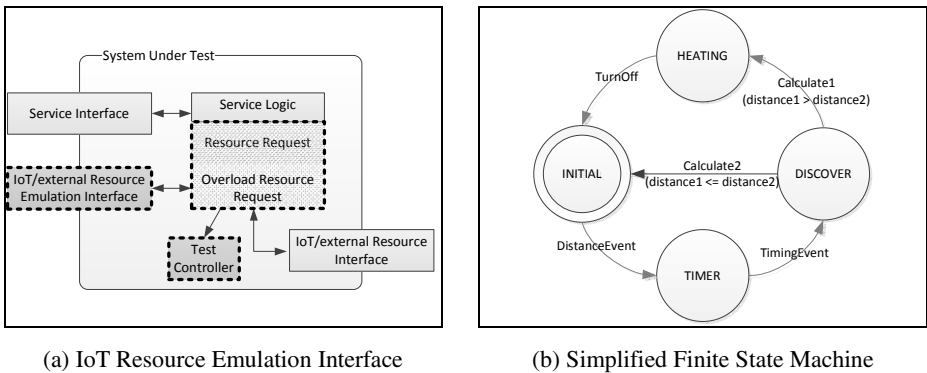 System Under Test
Service Interface
Service Logic
Resource Request
IoT/external Resource
Emulation Interface
Overload Resource
Request
Test
Controller
IoT/external Resource
Interface
(a) IoT Resource Emulation Interface
HEATING
TurnOff
Calculate1
(distance1 > distance2)
INITIAL
Calculate2
(distance1 <= distance2)
DISCOVER
DistanceEvent
TimingEvent
TIMER
(b) Simplified Finite State Machine